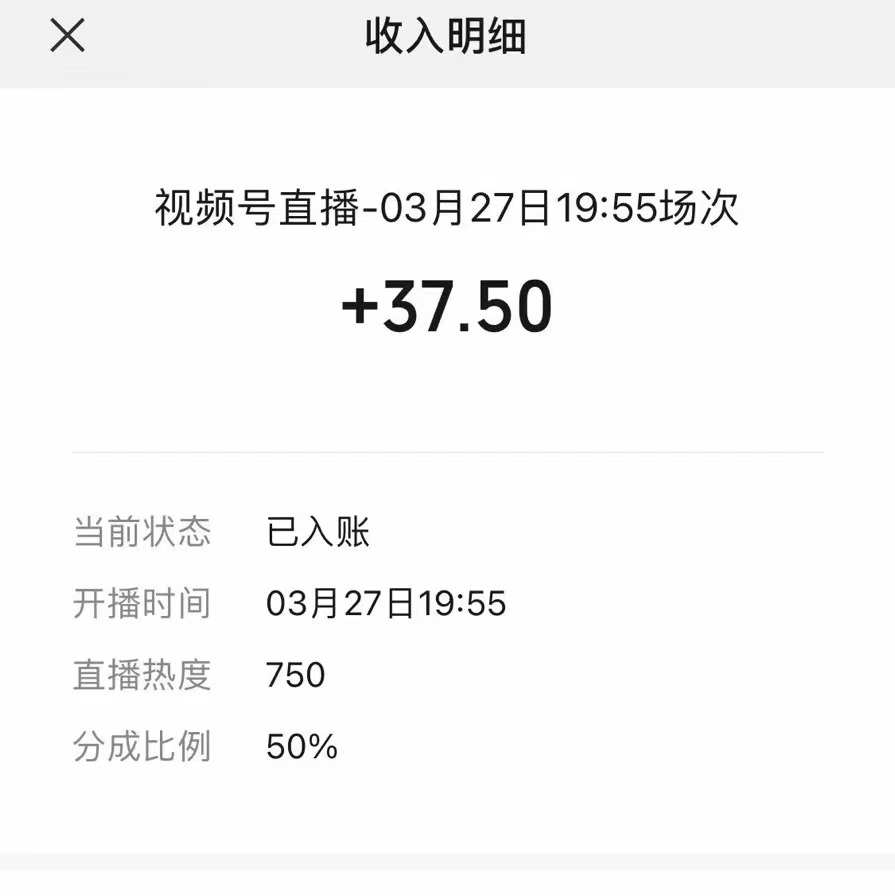 收入明细
视频号直播-03月27日19:55场次
+37.50
当前状态 已入账
开播时间 03月27日19:55
直播热度 750
分成比例 50%